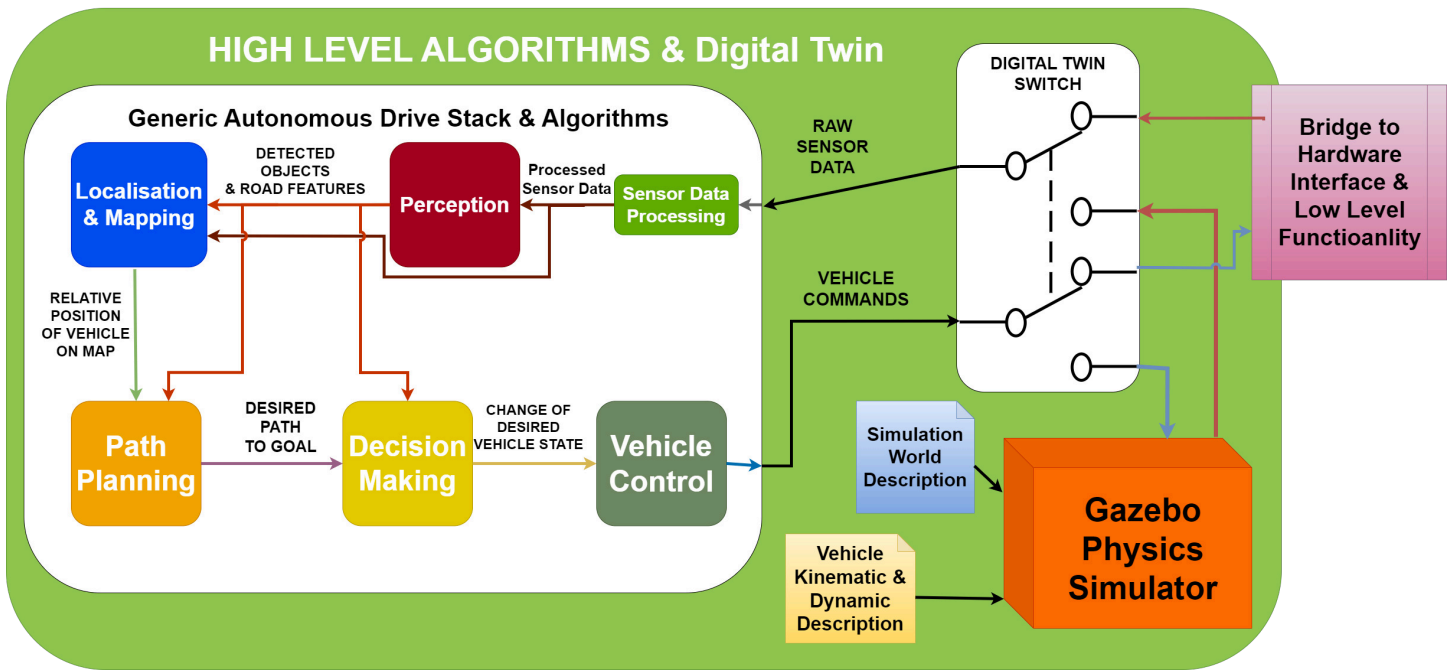 HIGH LEVEL ALGORITHMS & Digital Twin
DIGITAL TWIN
SWITCH
Generic Autonomous Drive Stack & Algorithms
Localisation
& Mapping
DETECTED
OBJECTS
& ROAD FEATURES
Perception
Processed
Sensor Data
Sensor Data
Processing
RAW
SENSOR
DATA
Bridge to
Hardware
Interface &
Low Level
Functioanlity
RELATIVE
POSITION
OF VEHICLE
ON MAP
VEHICLE
COMMANDS
Path
Planning
DESIRED
PATH
TO GOAL
Decision
Making
CHANGE OF
DESIRED
VEHICLE STATE
Vehicle
Control
Simulation
World
Description
Vehicle
Kinematic &
Dynamic
Description
Gazebo
Physics
Simulator